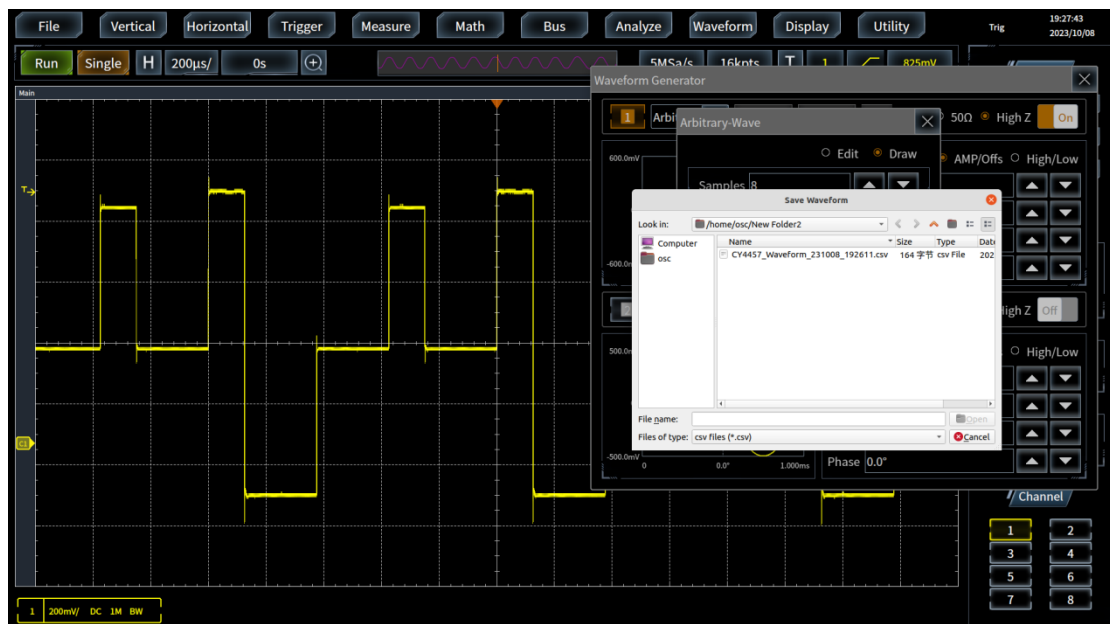 File Vertical Horizontal Trigger Measure Math Bus Analyze Waveform Display Utility Trig 19:27:43
2023/10/08
Run Single H 200μs/ 0s 5MSa/s 16kpts T 1 825mV
Waveform Generator
Main
1 Arbi 50Ω High Z On
Arbitrary-Wave
Edit Draw
600.0mV AMP/Offs High/Low
Samples 8
T
Save Waveform
Look in: /home/osc/New Folder2
Computer
osc
Name Size Type Date
CY4457_Waveform_231008_192611.csv 164 字节 csv File 202
-600.0m
2 High Z Off
500.0m High/Low
File name: Open
Files of type: csv files (*.csv) Cancel
C1
-500.0mV
0 0.0° 1.000ms
Phase 0.0°
Channel
1 2
3 4
5 6
7 8
1 200mV/ DC 1M BW